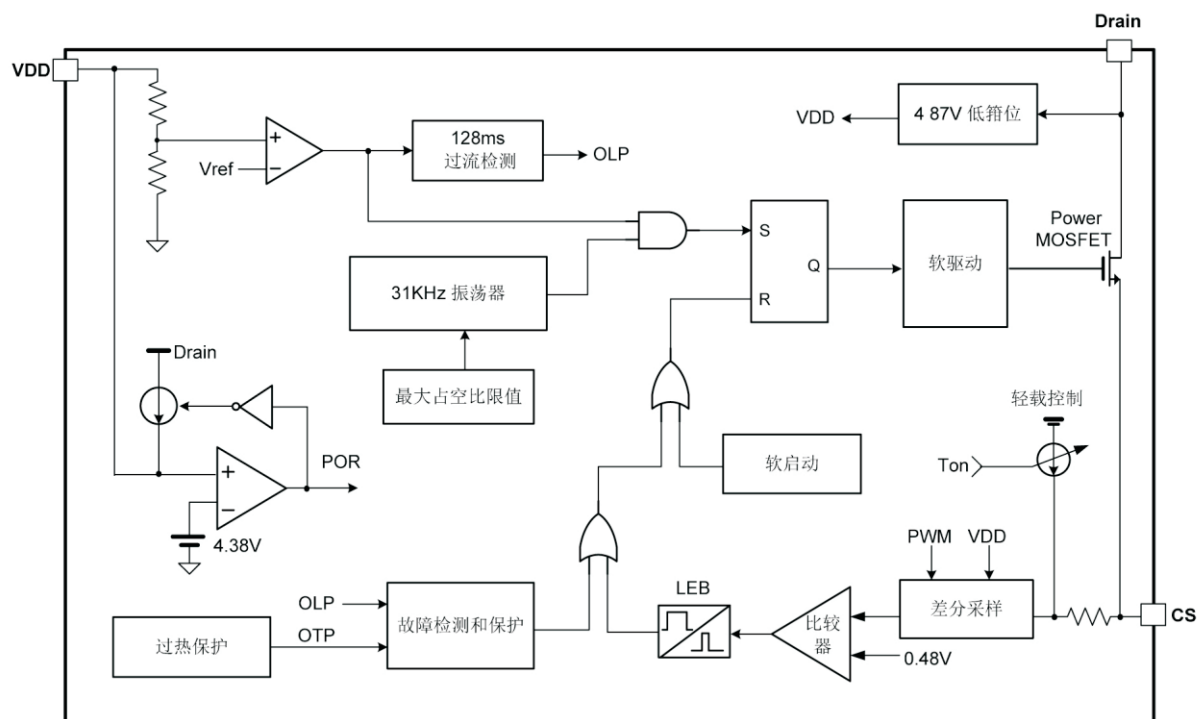 Drain
VDD
VDD
4 87V 低箝位
128ms
过流检测
OLP
+
−
Vref
Power
MOSFET
S
Q
R
软驱动
31KHz 振荡器
最大占空比限值
Drain
轻载控制
POR
软启动
Ton
+
−
4.38V
PWM
VDD
LEB
OLP
故障检测和保护
OTP
过热保护
比较器
差分采样
CS
0.48V